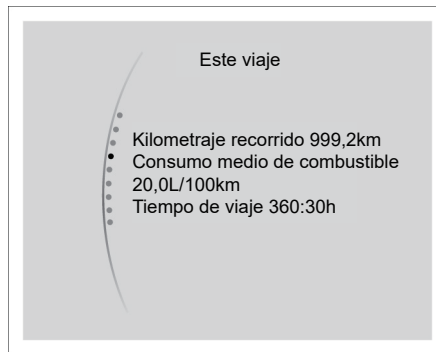 Este viaje
Kilometraje recorrido 999,2km
Consumo medio de combustible
20,0L/100km
Tiempo de viaje 360:30h